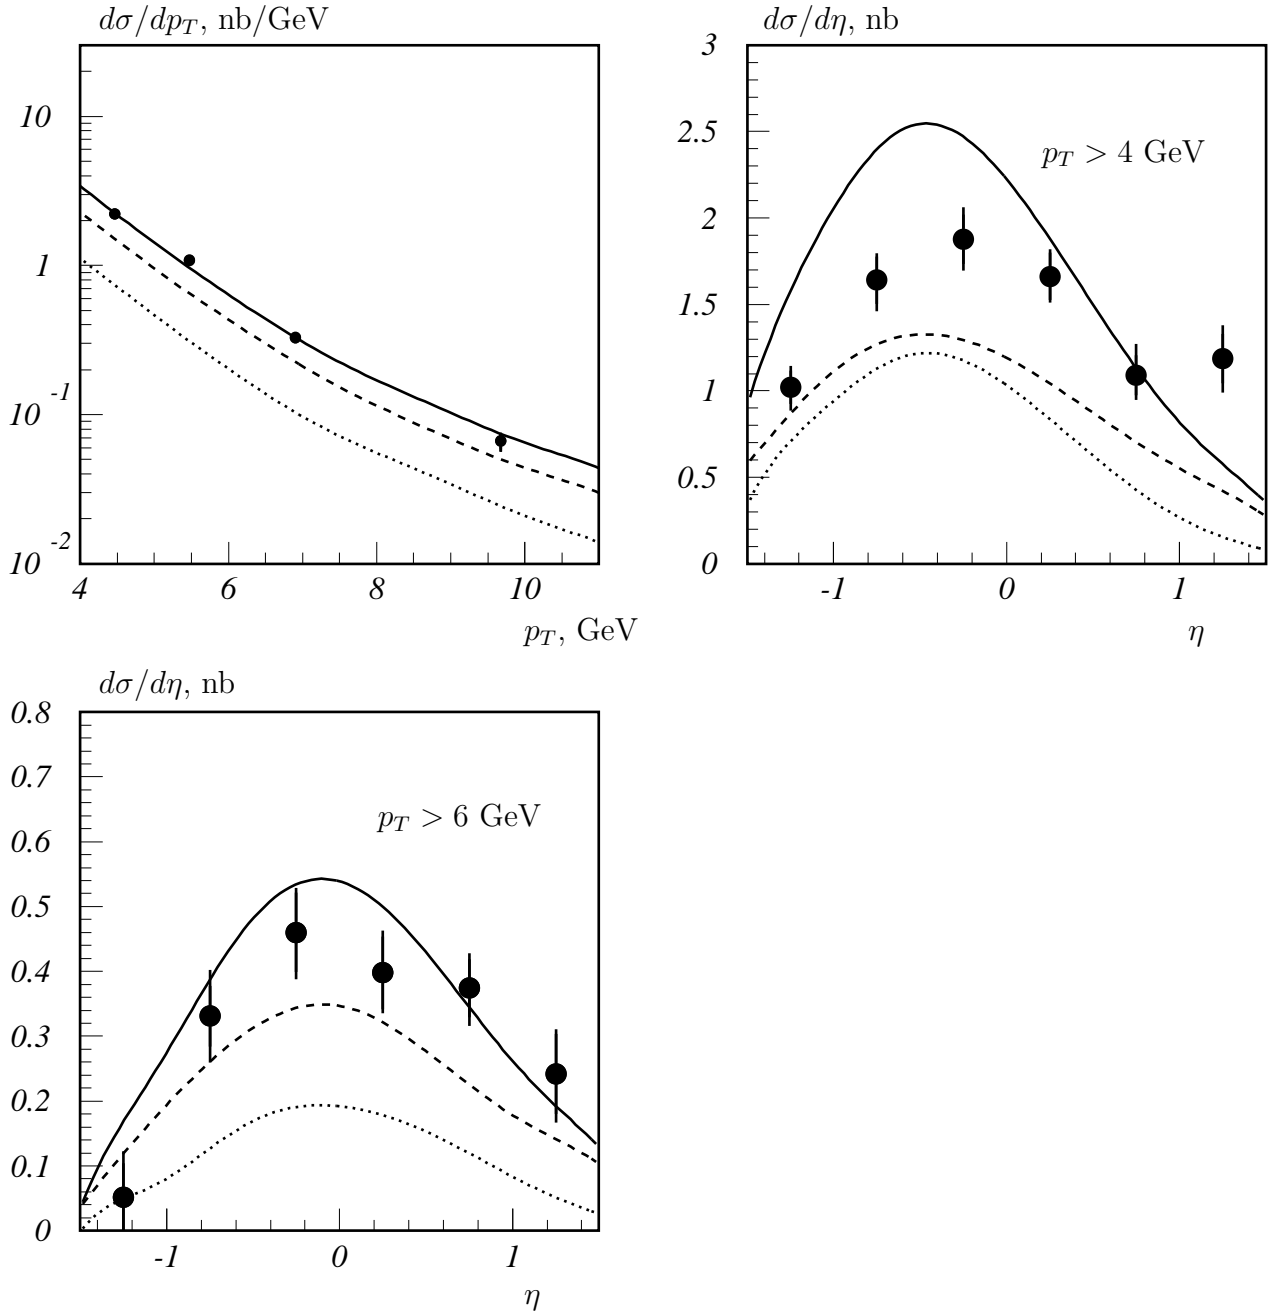 dσ/dp_T, nb/GeV
10
1
10 -1
10 -2
4 6 8 10
p_T, GeV
dσ/dη, nb
3
2.5
p_T > 4 GeV
2
1.5
1
0.5
0
-1 0 1
η
dσ/dη, nb
0.8
0.7
p_T > 6 GeV
0.6
0.5
0.4
0.3
0.2
0.1
0
-1 0 1
η